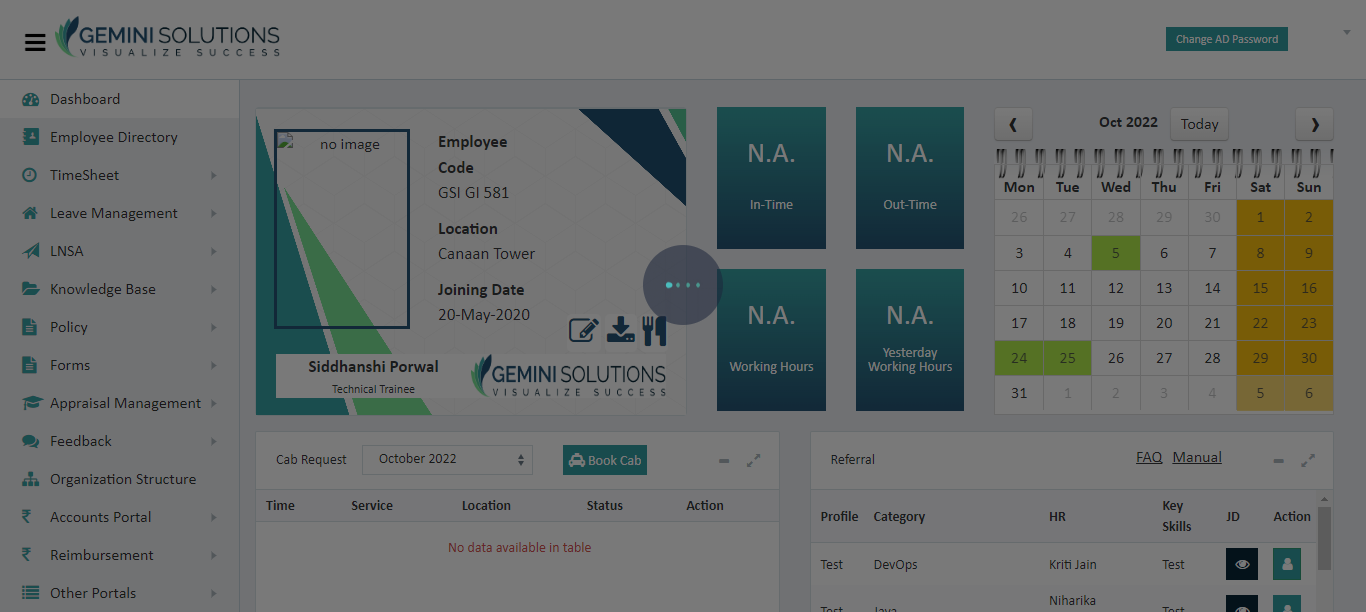 GEMINI SOLUTIONS
VISUALIZE SUCCESS
Change AD Password
Dashboard
Employee Directory
TimeSheet
Leave Management
LNSA
Knowledge Base
Policy
Forms
Appraisal Management
Feedback
Organization Structure
Accounts Portal
Reimbursement
Other Portals
no image
Employee
Code
GSI GI 581
Location
Canaan Tower
Joining Date
20-May-2020
Siddhanshi Porwal
Technical Trainee
GEMINI SOLUTIONS
VISUALIZE SUCCESS
N.A.
In-Time
N.A.
Out-Time
N.A.
Working Hours
N.A.
Yesterday
Working Hours
❮ Oct 2022 Today ❯
Mon Tue Wed Thu Fri Sat Sun
26 27 28 29 30 1 2
3 4 5 6 7 8 9
10 11 12 13 14 15 16
17 18 19 20 21 22 23
24 25 26 27 28 29 30
31 1 2 3 4 5 6
Cab Request October 2022 Book Cab
Time Service Location Status Action
No data available in table
Referral FAQ Manual
Profile Category HR Key Skills JD Action
Test DevOps Kriti Jain Test
Test Java Niharika Test